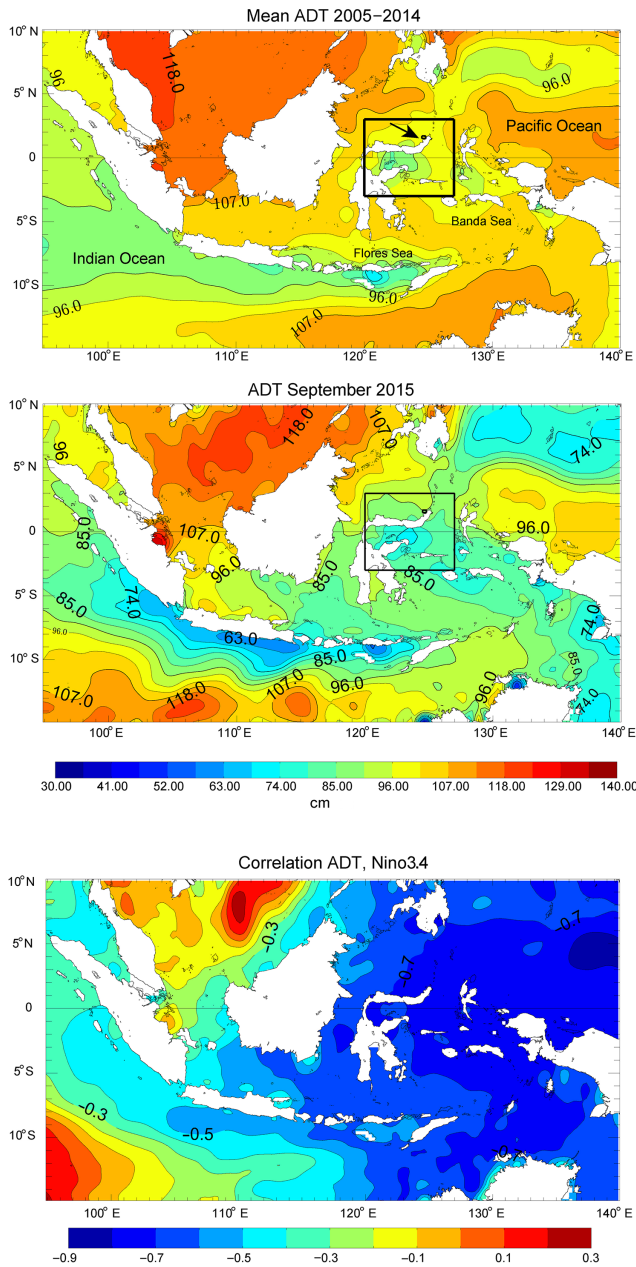 Mean ADT 2005−2014
10° N
96
118.0
96.0
5° N
Pacific Ocean
0
107.0
5° S
Banda Sea
Indian Ocean
Flores Sea
10° S
96.0
96.0
107.0
100° E
110° E
120° E
130° E
140° E
ADT September 2015
10° N
118.0
107.0
74.0
96
5° N
85.0
107.0
96.0
0
96.0
85.0
85.0
5° S
85.0
74.0
74.0
96.0
63.0
85.0
85.0
10° S
107.0
118.0
107.0
96.0
96.0
74.0
100° E
110° E
120° E
130° E
140° E
30.00 41.00 52.00 63.00 74.00 85.00 96.00 107.00 118.00 129.00 140.00
cm
Correlation ADT, Nino3.4
10° N
−0.3
−0.7
5° N
−0.7
0
5° S
−0.3
−0.5
10° S
100° E
110° E
120° E
130° E
140° E
−0.9 −0.7 −0.5 −0.3 −0.1 0.1 0.3